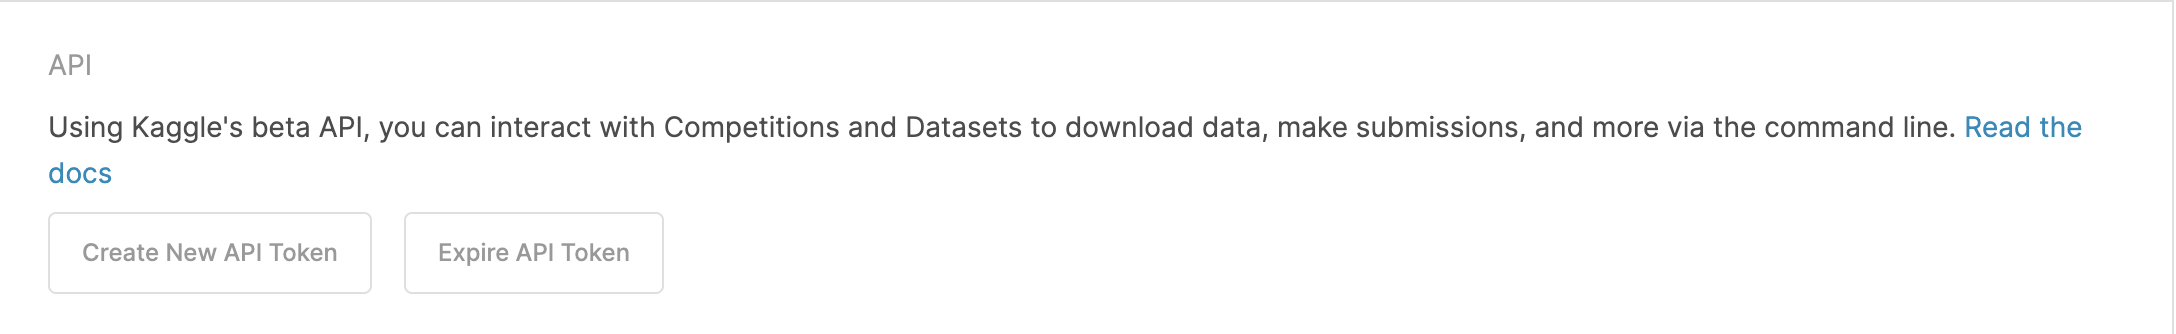 API
Using Kaggle's beta API, you can interact with Competitions and Datasets to download data, make submissions, and more via the command line. Read the
docs
Create New API Token
Expire API Token